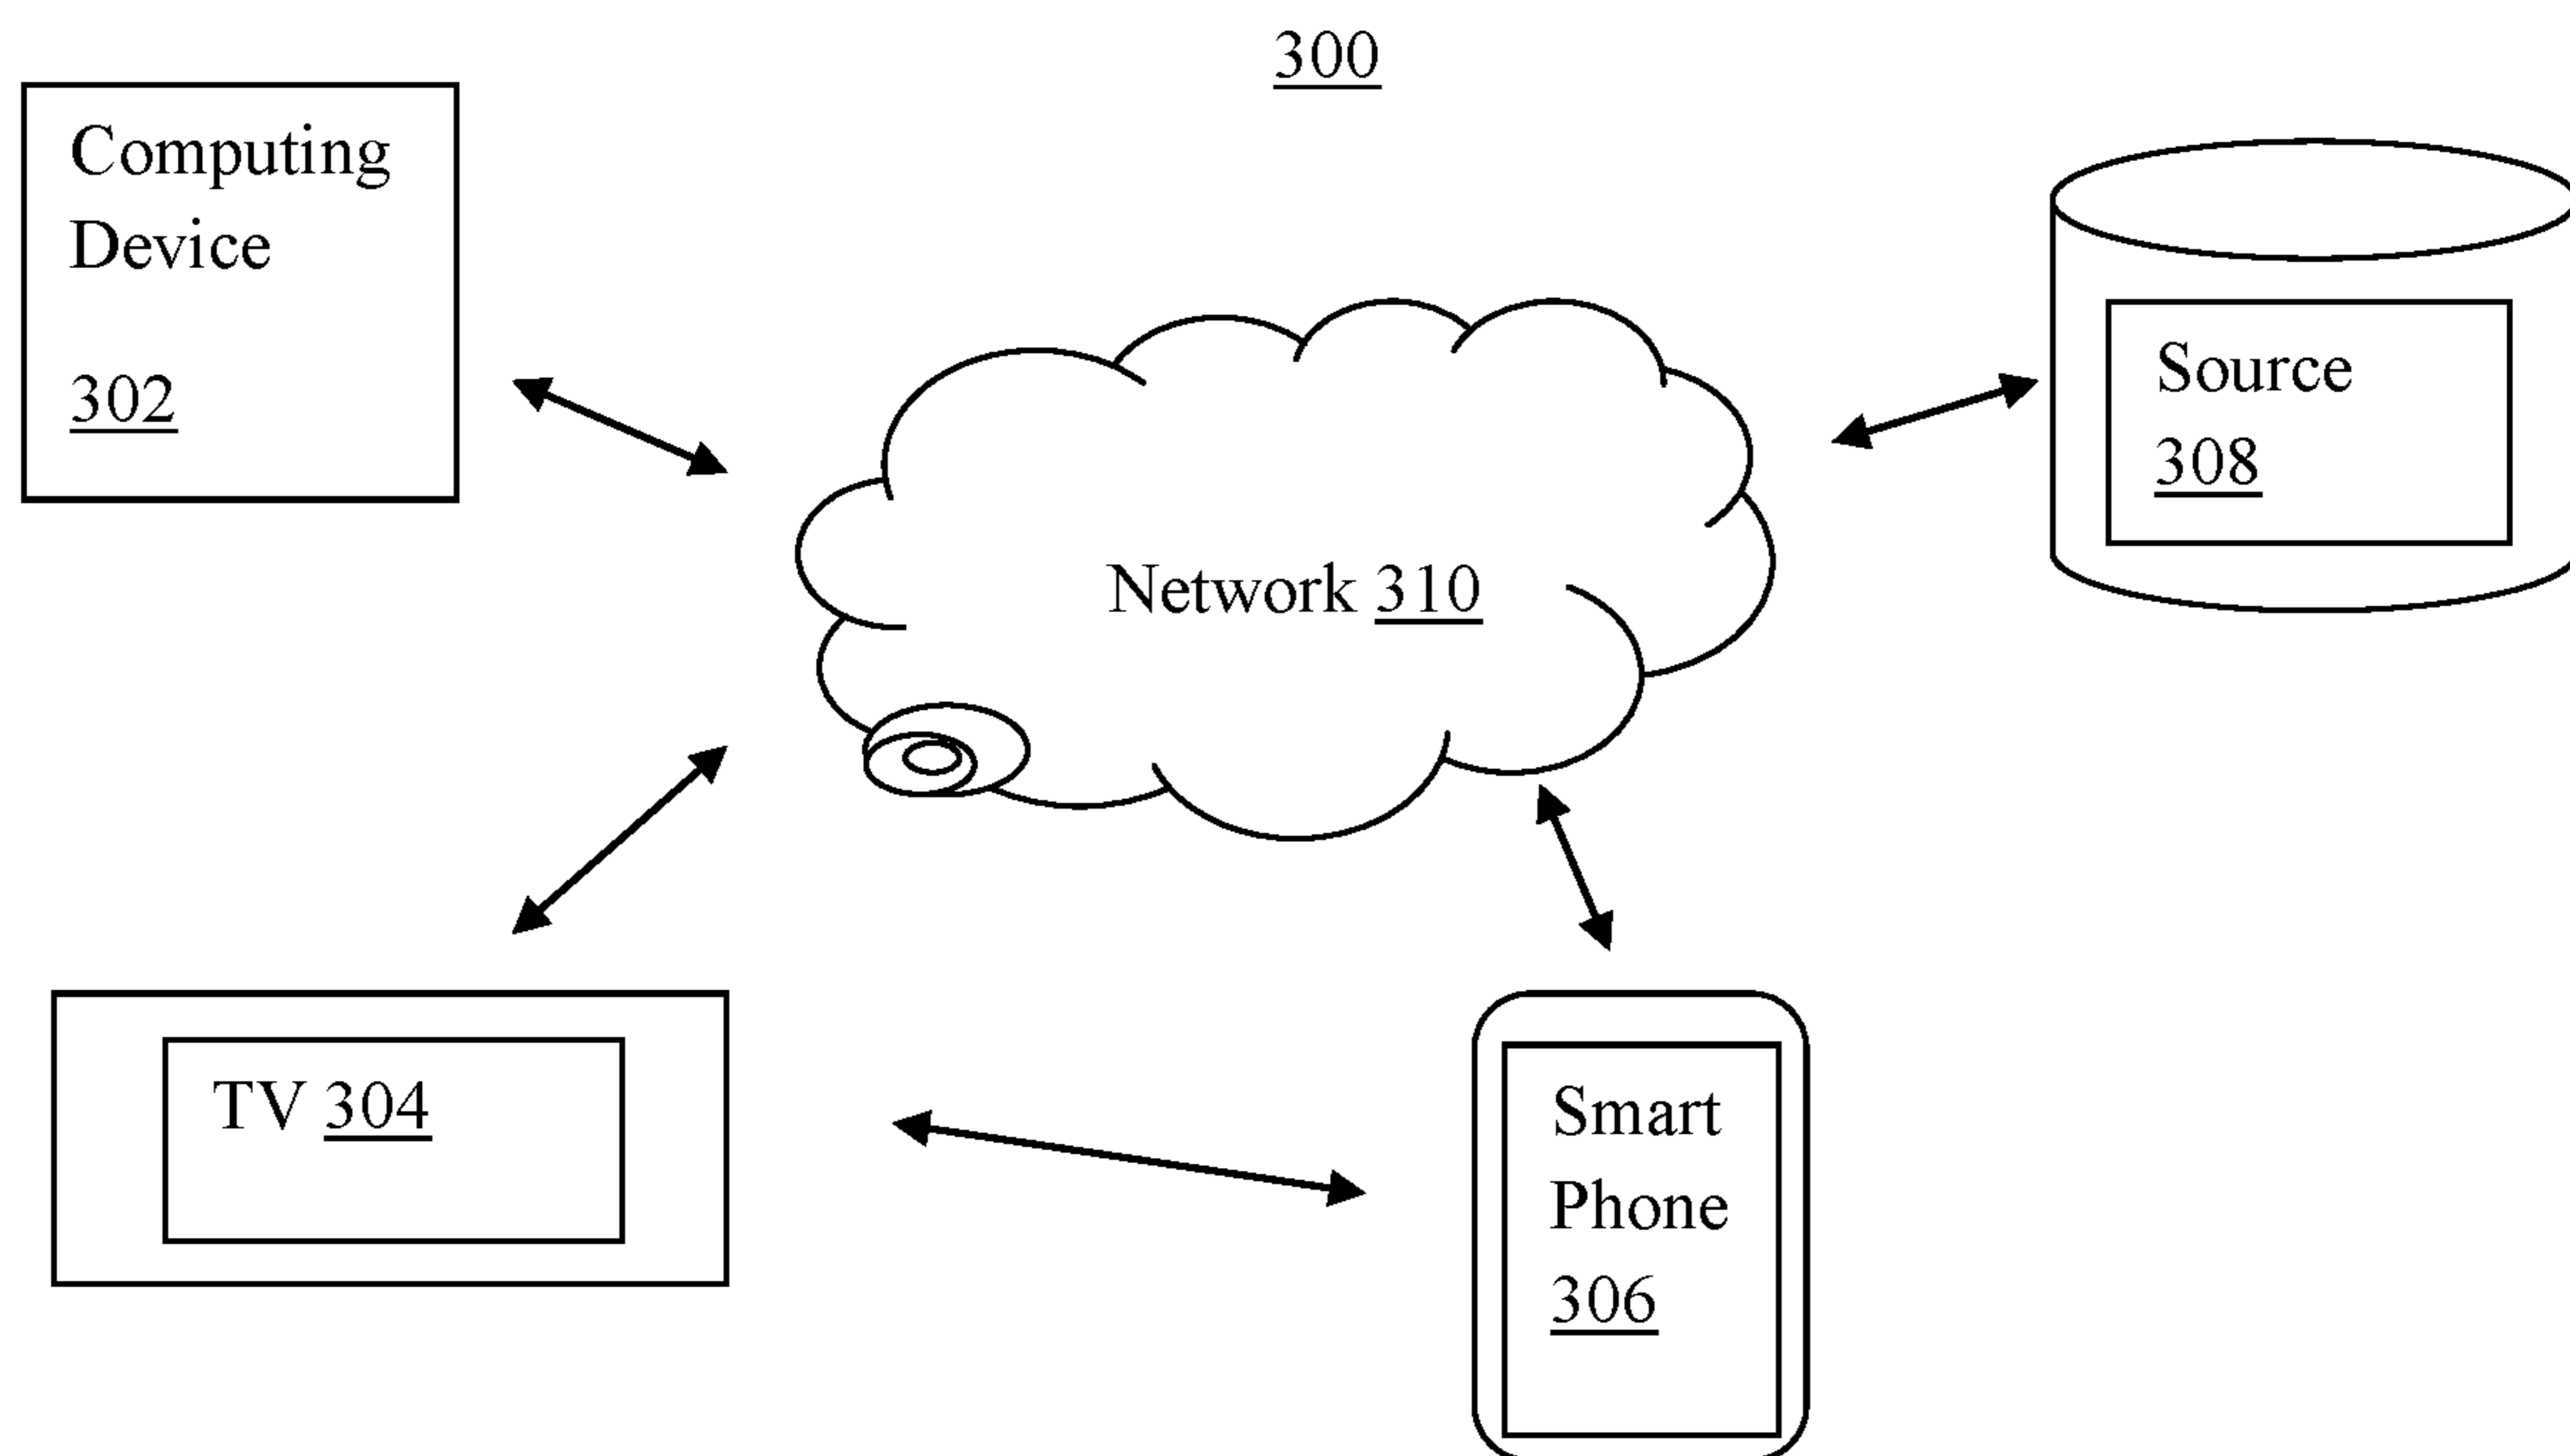 300
Computing
Device
302
Source
308
Network 310
TV 304
Smart
Phone
306